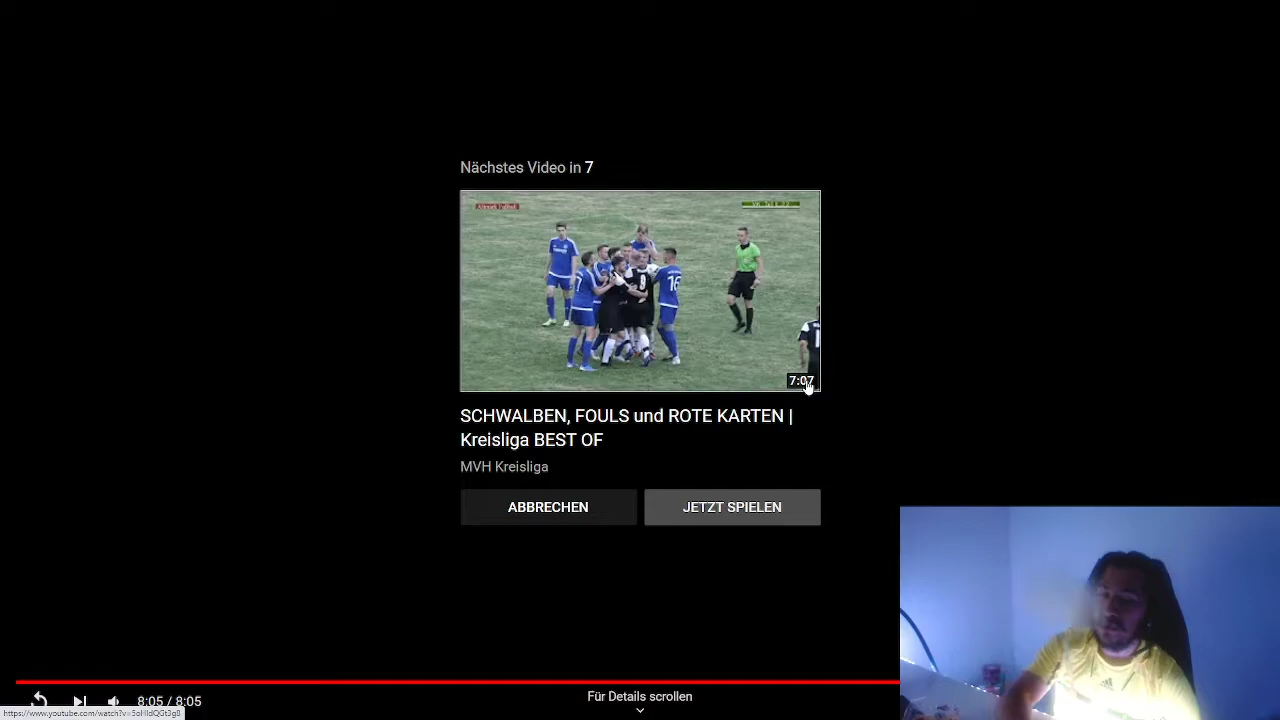 Nächstes Video in 7
7:07
SCHWALBEN, FOULS und ROTE KARTEN |
Kreisliga BEST OF
MVH Kreisliga
ABBRECHEN
JETZT SPIELEN
8:05 / 8:05
Für Details scrollen